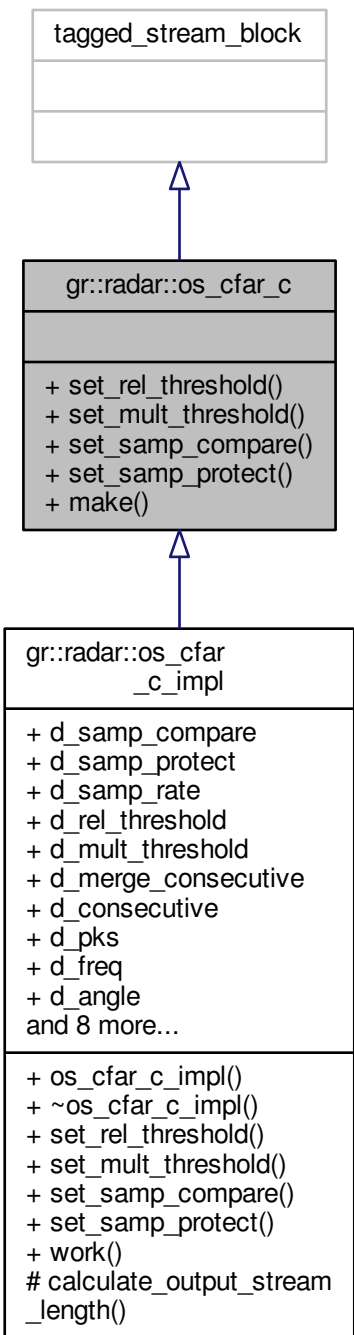 tagged_stream_block
gr::radar::os_cfar_c
+ set_rel_threshold()
+ set_mult_threshold()
+ set_samp_compare()
+ set_samp_protect()
+ make()
gr::radar::os_cfar
_c_impl
+ d_samp_compare
+ d_samp_protect
+ d_samp_rate
+ d_rel_threshold
+ d_mult_threshold
+ d_merge_consecutive
+ d_consecutive
+ d_pks
+ d_freq
+ d_angle
and 8 more...
+ os_cfar_c_impl()
+ ~os_cfar_c_impl()
+ set_rel_threshold()
+ set_mult_threshold()
+ set_samp_compare()
+ set_samp_protect()
+ work()
# calculate_output_stream
_length()